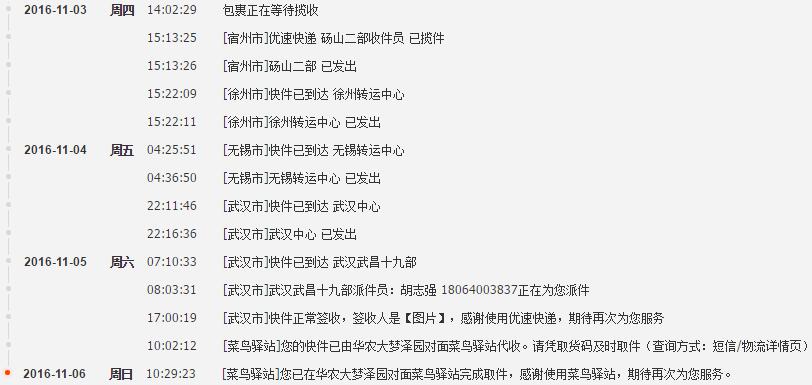 2016-11-03 周四 14:02:29 包裹正在等待揽收
15:13:25 [宿州市]优速快递 砀山二部收件员 已揽件
15:13:26 [宿州市]砀山二部 已发出
15:22:09 [徐州市]快件已到达 徐州转运中心
15:22:11 [徐州市]徐州转运中心 已发出
2016-11-04 周五 04:25:51 [无锡市]快件已到达 无锡转运中心
04:36:50 [无锡市]无锡转运中心 已发出
22:11:46 [武汉市]快件已到达 武汉中心
22:16:36 [武汉市]武汉中心 已发出
2016-11-05 周六 07:10:33 [武汉市]快件已到达 武汉武昌十九部
08:03:31 [武汉市]武汉武昌十九部派件员：胡志强 18064003837正在为您派件
17:00:19 [武汉市]快件正常签收，签收人是【图片】，感谢使用优速快递，期待再次为您服务
10:02:12 [菜鸟驿站]您的快件已由华农大梦泽园对面菜鸟驿站代收。请凭取货码及时取件（查询方式：短信/物流详情页）
2016-11-06 周日 10:29:23 [菜鸟驿站]您已在华农大梦泽园对面菜鸟驿站完成取件，感谢使用菜鸟驿站，期待再次为您服务。